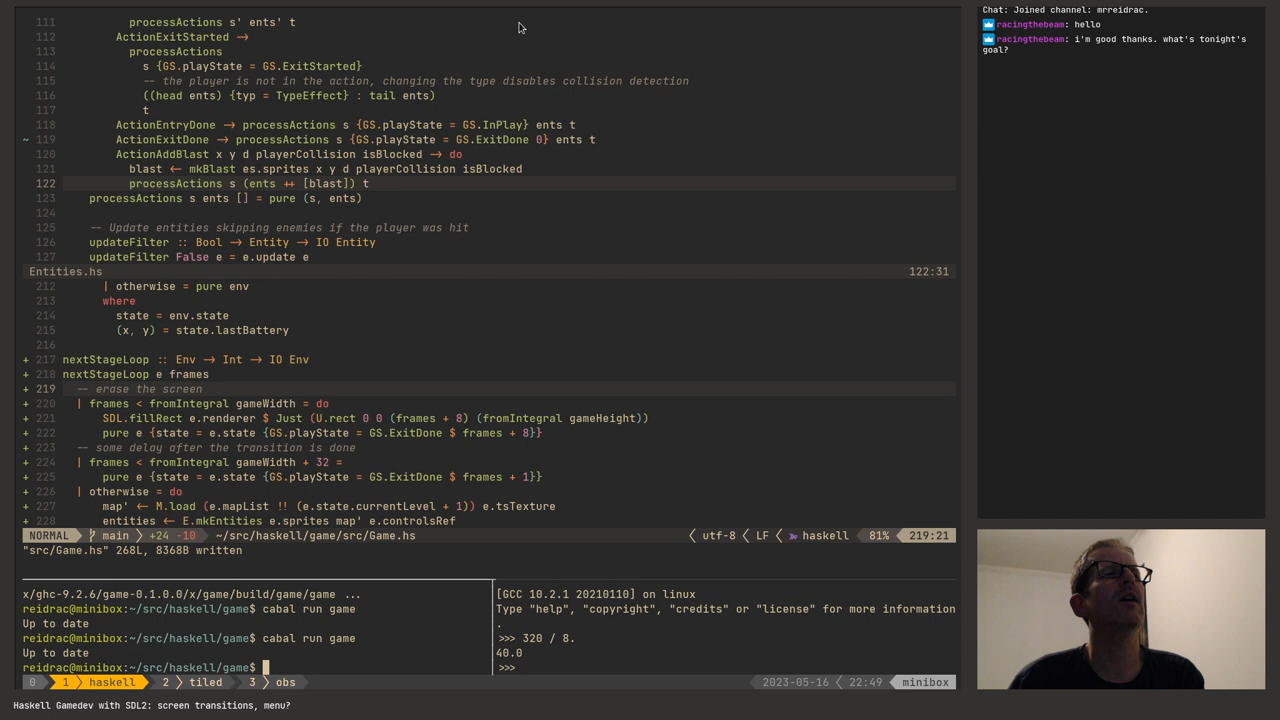 111 processActions s' ents' t
112 ActionExitStarted →
113 processActions
114 s {GS.playState = GS.ExitStarted}
115 -- the player is not in the action, changing the type disables collision detection
116 ((head ents) {typ = TypeEffect} : tail ents)
117 t
118 ActionEntryDone → processActions s {GS.playState = GS.InPlay} ents t
~ 119 ActionExitDone → processActions s {GS.playState = GS.ExitDone 0} ents t
120 ActionAddBlast x y d playerCollision isBlocked → do
121 blast ← mkBlast es.sprites x y d playerCollision isBlocked
122 processActions s (ents ++ [blast]) t
123 processActions s ents [] = pure (s, ents)
124
125 -- Update entities skipping enemies if the player was hit
126 updateFilter :: Bool → Entity → IO Entity
127 updateFilter False e = e.update e
Entities.hs 122:31
212 | otherwise = pure env
213 where
214 state = env.state
215 (x, y) = state.lastBattery
216
+ 217 nextStageLoop :: Env → Int → IO Env
+ 218 nextStageLoop e frames
+ 219 -- erase the screen
+ 220 | frames < fromIntegral gameWidth = do
+ 221 SDL.fillRect e.renderer $ Just (U.rect 0 0 (frames + 8) (fromIntegral gameHeight))
+ 222 pure e {state = e.state {GS.playState = GS.ExitDone $ frames + 8}}
+ 223 -- some delay after the transition is done
+ 224 | frames < fromIntegral gameWidth + 32 =
+ 225 pure e {state = e.state {GS.playState = GS.ExitDone $ frames + 1}}
+ 226 | otherwise = do
+ 227 map' ← M.load (e.mapList !! (e.state.currentLevel + 1)) e.tsTexture
+ 228 entities ← E.mkEntities e.sprites map' e.controlsRef
NORMAL main +24 -10 ~/src/haskell/game/src/Game.hs utf-8 LF haskell 81% 219:21
"src/Game.hs" 268L, 8368B written
x/ghc-9.2.6/game-0.1.0.0/x/game/build/game/game ...
reidrac@minibox:~/src/haskell/game$ cabal run game
Up to date
reidrac@minibox:~/src/haskell/game$ cabal run game
Up to date
reidrac@minibox:~/src/haskell/game$
[GCC 10.2.1 20210110] on linux
Type "help", "copyright", "credits" or "license" for more information
.
>>> 320 / 8.
40.0
>>>
0 1 haskell 2 tiled 3 obs 2023-05-16 22:49 minibox
Haskell Gamedev with SDL2: screen transitions, menu?
Chat: Joined channel: mrreidrac.
racingthebeam: hello
racingthebeam: i'm good thanks. what's tonight's
goal?